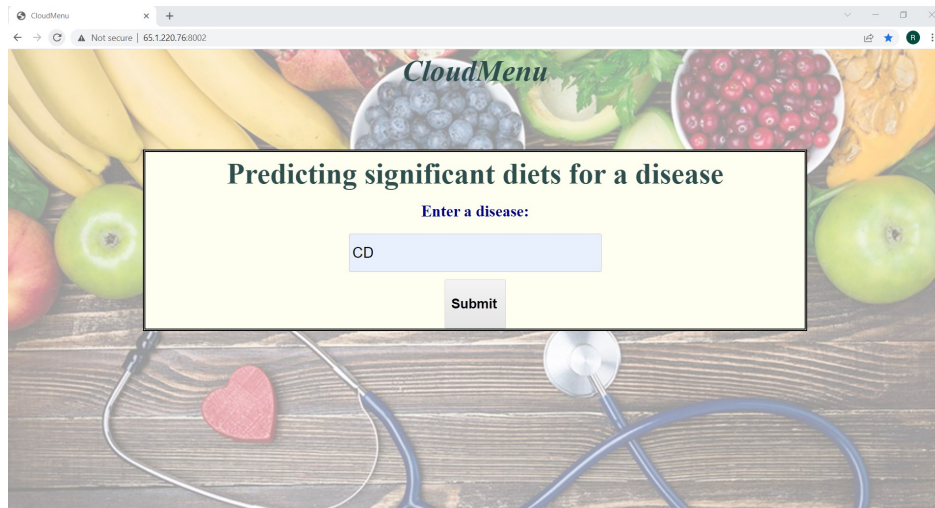 CloudMenu
Not secure | 65.1.220.76:8002
R
CloudMenu
Predicting significant diets for a disease
Enter a disease:
CD
Submit